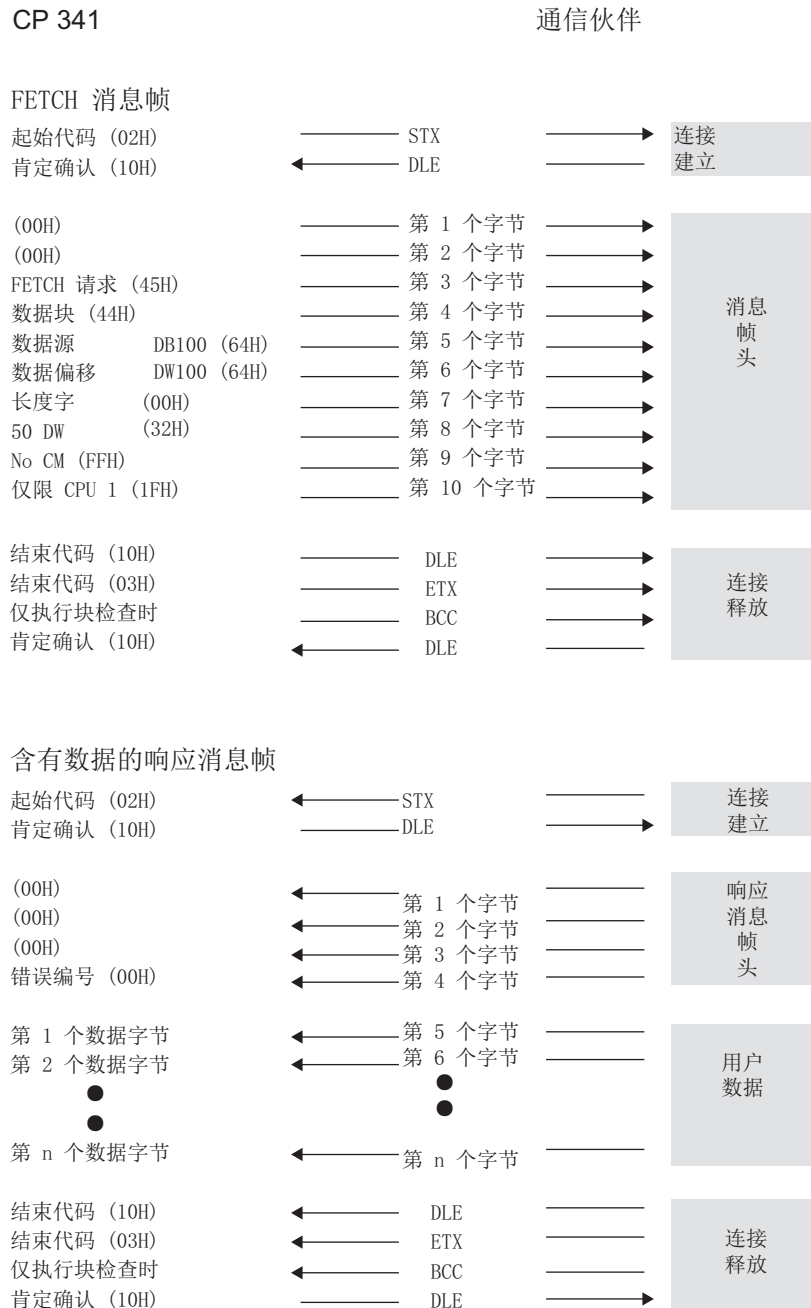 CP 341 通信伙伴
FETCH 消息帧
起始代码 (02H) STX 连接
肯定确认 (10H) DLE 建立
(00H) 第 1 个字节
(00H) 第 2 个字节
FETCH 请求 (45H) 第 3 个字节
数据块 (44H) 第 4 个字节 消息
数据源 DB100 (64H) 第 5 个字节 帧
数据偏移 DW100 (64H) 第 6 个字节 头
长度字 (00H) 第 7 个字节
50 DW (32H) 第 8 个字节
No CM (FFH) 第 9 个字节
仅限 CPU 1 (1FH) 第 10 个字节
结束代码 (10H) DLE
结束代码 (03H) ETX 连接
仅执行块检查时 BCC 释放
肯定确认 (10H) DLE
含有数据的响应消息帧
起始代码 (02H) STX 连接
肯定确认 (10H) DLE 建立
(00H) 第 1 个字节 响应
(00H) 第 2 个字节 消息
(00H) 第 3 个字节 帧
错误编号 (00H) 第 4 个字节 头
第 1 个数据字节 第 5 个字节
第 2 个数据字节 第 6 个字节 用户
数据
第 n 个数据字节 第 n 个字节
结束代码 (10H) DLE
结束代码 (03H) ETX 连接
仅执行块检查时 BCC 释放
肯定确认 (10H) DLE